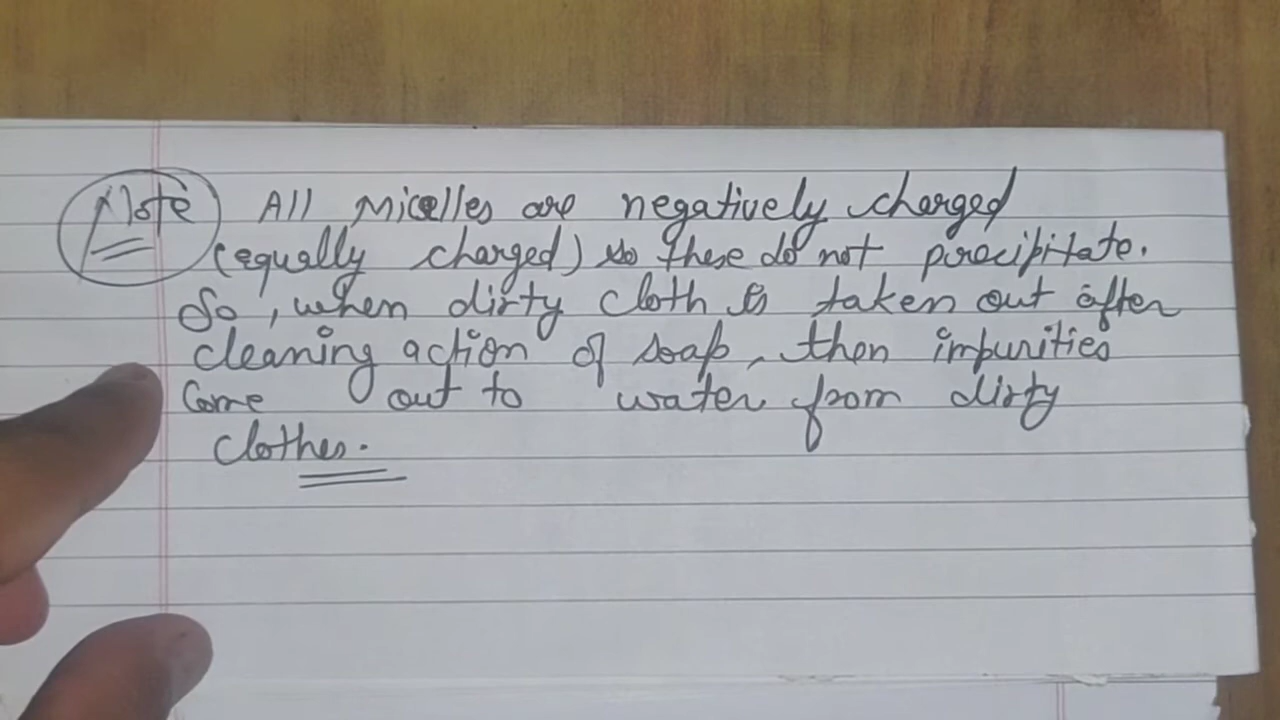 Note All Micelles are negatively charged
(equally charged) so these do not precipitate.
So, when dirty cloth is taken out after
cleaning action of soap, then impurities
Come out to water from dirty
clothes.